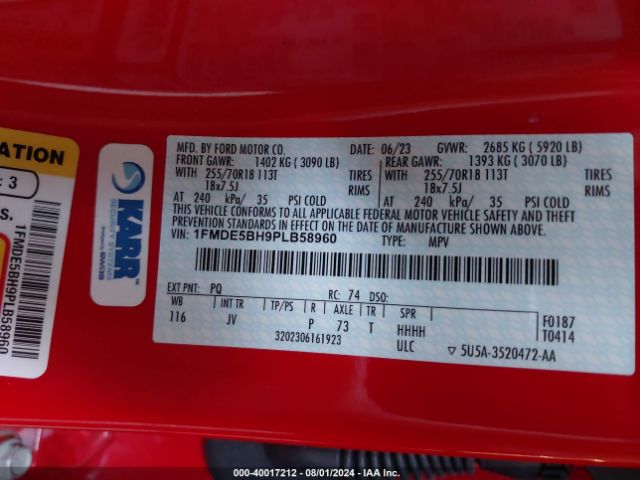 ATION
: 3
S.
1FMDE5BH9PLB58960
KARR
SECURITY SYSTEMS
MFD. BY FORD MOTOR CO.
DATE: 06/23 GVWR: 2685 KG ( 5920 LB)
FRONT GAWR: 1402 KG ( 3090 LB) REAR GAWR: 1393 KG ( 3070 LB)
WITH 255/70R18 113T TIRES WITH 255/70R18 113T TIRES
18x7.5J RIMS 18x7.5J RIMS
AT 240 kPa/ 35 PSI COLD AT 240 kPa/ 35 PSI COLD
THIS VEHICLE CONFORMS TO ALL APPLICABLE FEDERAL MOTOR VEHICLE SAFETY AND THEFT
PREVENTION STANDARDS IN EFFECT ON THE DATE OF MANUFACTURE SHOWN ABOVE.
VIN: 1FMDE5BH9PLB58960 TYPE: MPV
EXT PNT: PQ RC: 74 DSO:
WB INT TR TP/PS R AXLE TR SPR
116 JV P 73 T HHHH
F0187
T0414
3202306161923 ULC ▽ 5U5A-3520472-AA
000-40017212 - 08/01/2024 - IAA Inc.